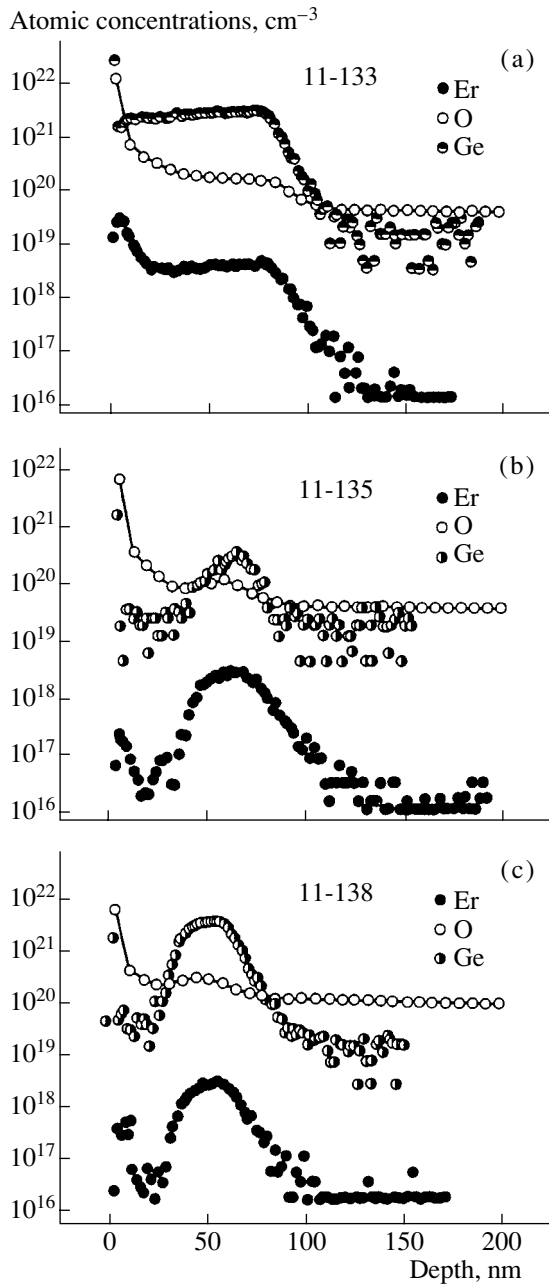 Atomic concentrations, cm⁻³
(a)
11-133
Er
O
Ge
10²²
10²¹
10²⁰
10¹⁹
10¹⁸
10¹⁷
10¹⁶
(b)
11-135
Er
O
Ge
10²²
10²¹
10²⁰
10¹⁹
10¹⁸
10¹⁷
10¹⁶
(c)
11-138
Er
O
Ge
10²²
10²¹
10²⁰
10¹⁹
10¹⁸
10¹⁷
10¹⁶
0 50 100 150 200
Depth, nm